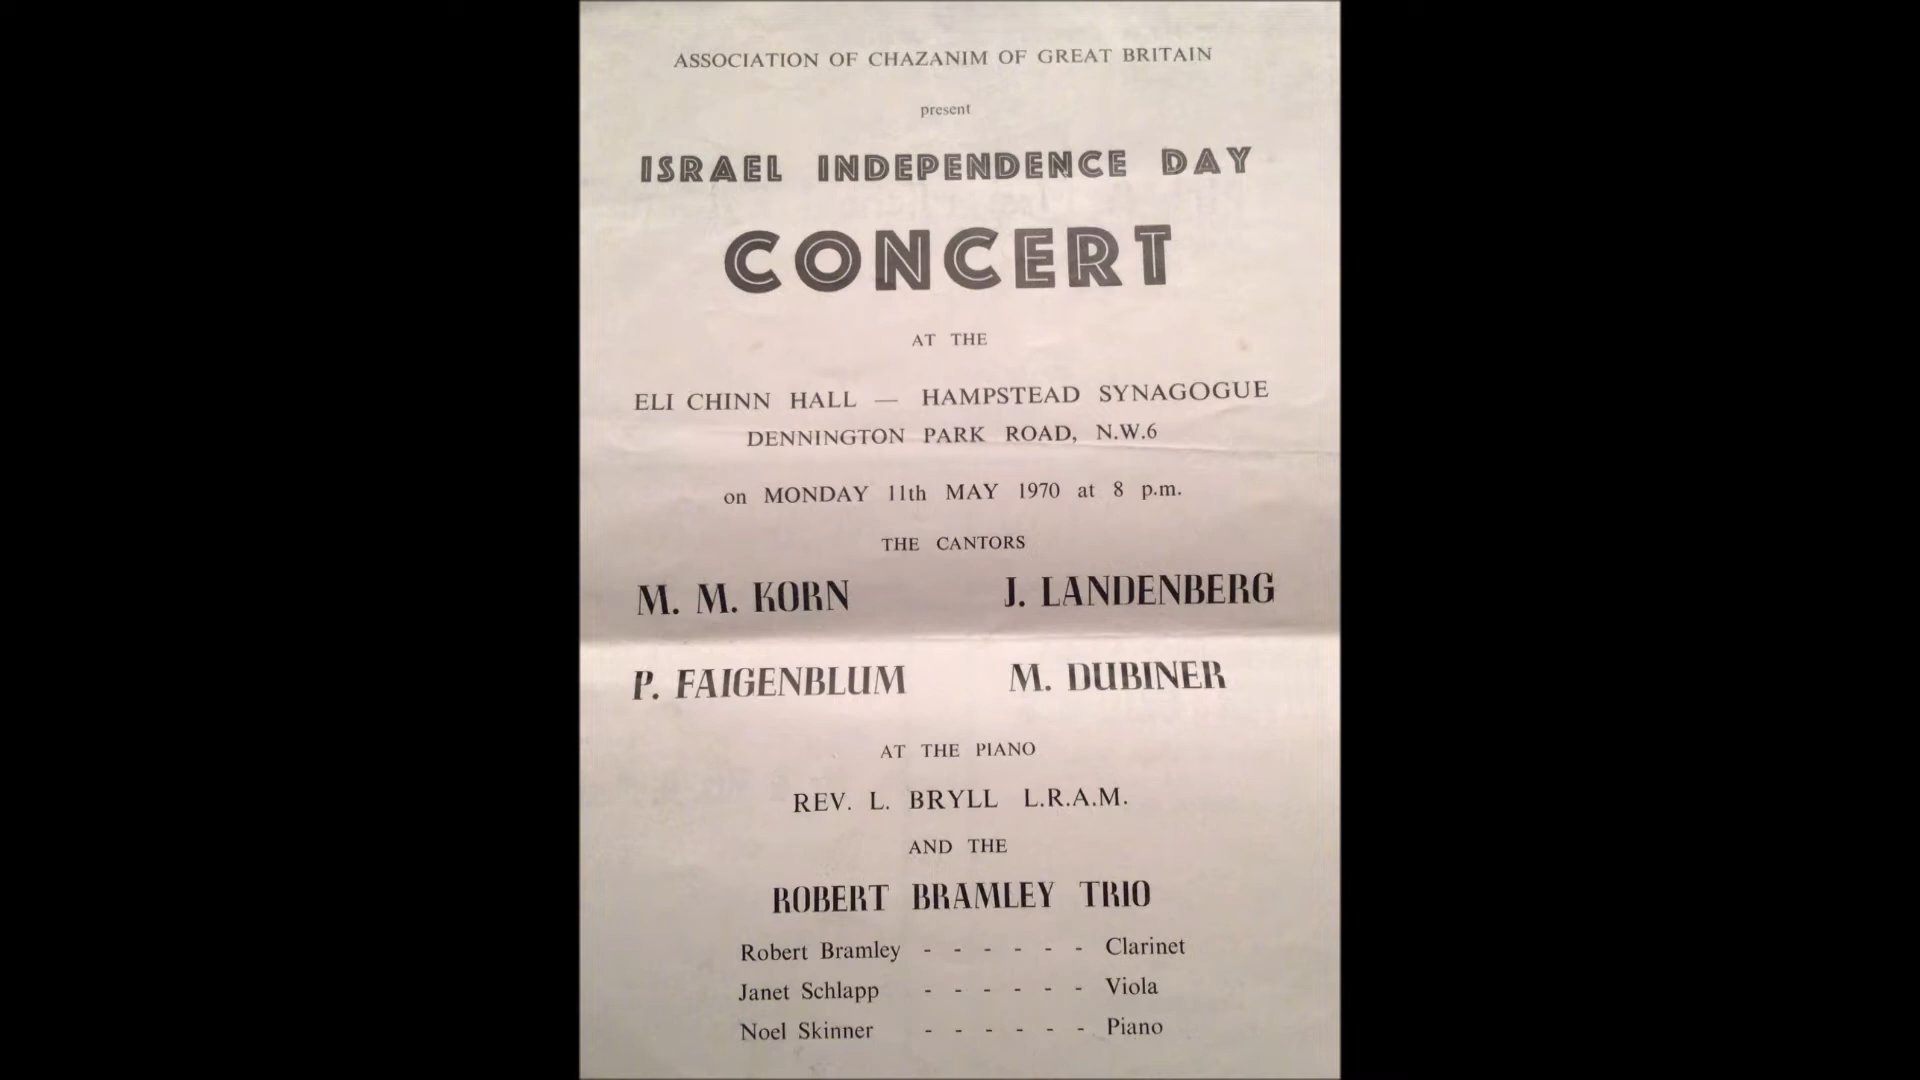 ASSOCIATION OF CHAZANIM OF GREAT BRITAIN
present
ISRAEL INDEPENDENCE DAY
CONCERT
AT THE
ELI CHINN HALL — HAMPSTEAD SYNAGOGUE
DENNINGTON PARK ROAD, N.W.6
on MONDAY 11th MAY 1970 at 8 p.m.
THE CANTORS
M. M. KORN J. LANDENBERG
P. FAIGENBLUM M. DUBINER
AT THE PIANO
REV. L. BRYLL L.R.A.M.
AND THE
ROBERT BRAMLEY TRIO
Robert Bramley - - - - - - Clarinet
Janet Schlapp - - - - - - Viola
Noel Skinner - - - - - - Piano